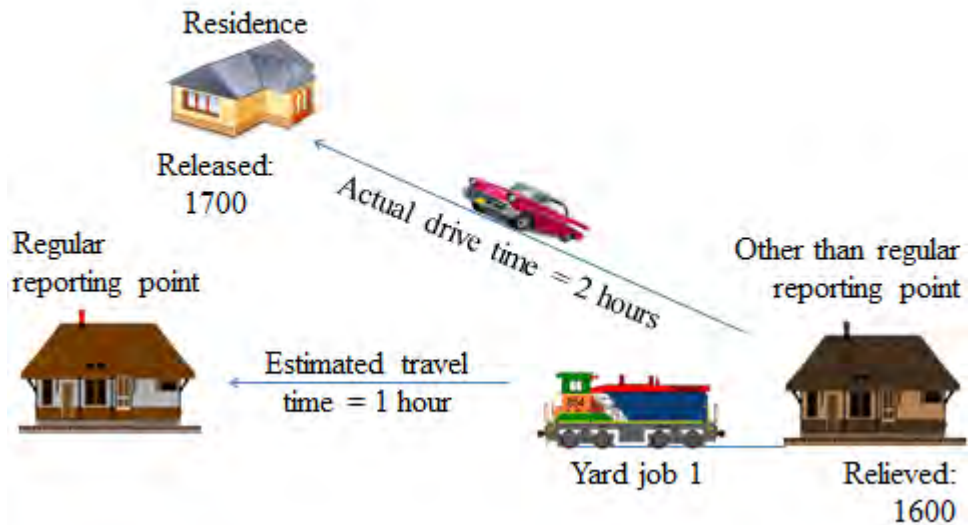 Residence
Released:
1700
Actual drive time = 2 hours
Regular
reporting point
Other than regular
reporting point
Estimated travel
time = 1 hour
Yard job 1
Relieved:
1600